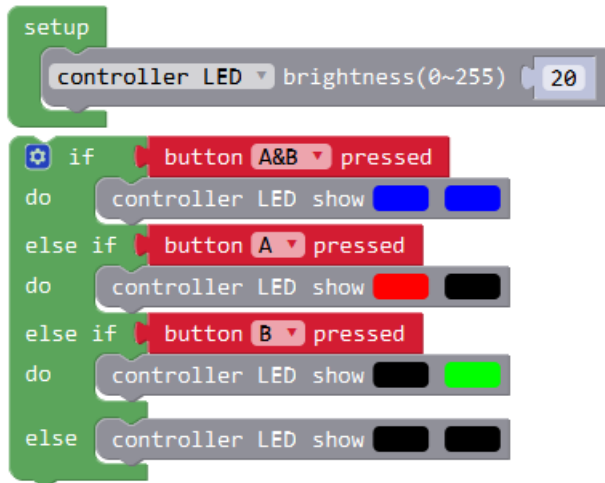 setup
controller LED brightness(0~255) 20
if button A&B pressed
do controller LED show
else if button A pressed
do controller LED show
else if button B pressed
do controller LED show
else controller LED show